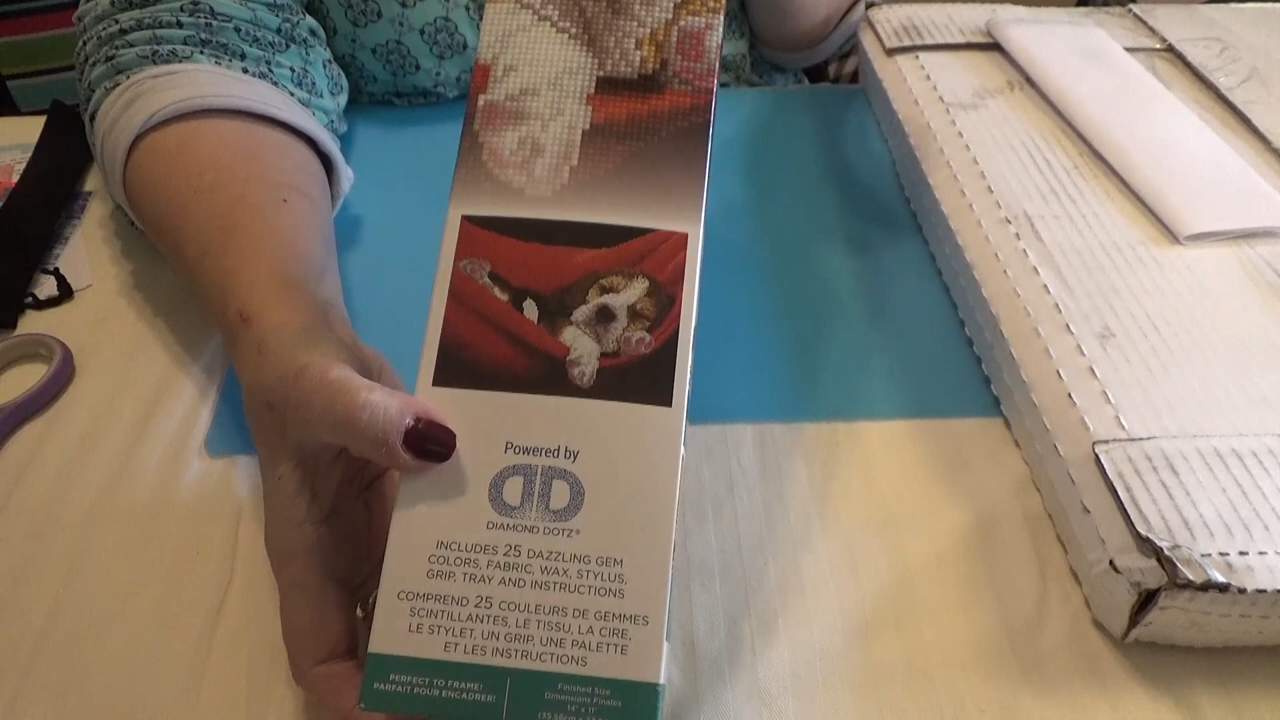 Powered by
DIAMOND DOTZ®
INCLUDES 25 DAZZLING GEM
COLORS, FABRIC, WAX, STYLUS,
GRIP, TRAY AND INSTRUCTIONS
COMPREND 25 COULEURS DE GEMMES
SCINTILLANTES, LE TISSU, LA CIRE,
LE STYLET, UN GRIP, UNE PALETTE
ET LES INSTRUCTIONS
PERFECT TO FRAME!
PARFAIT POUR ENCADRER!
Finished Size
Dimensions Finales
14" x 11"